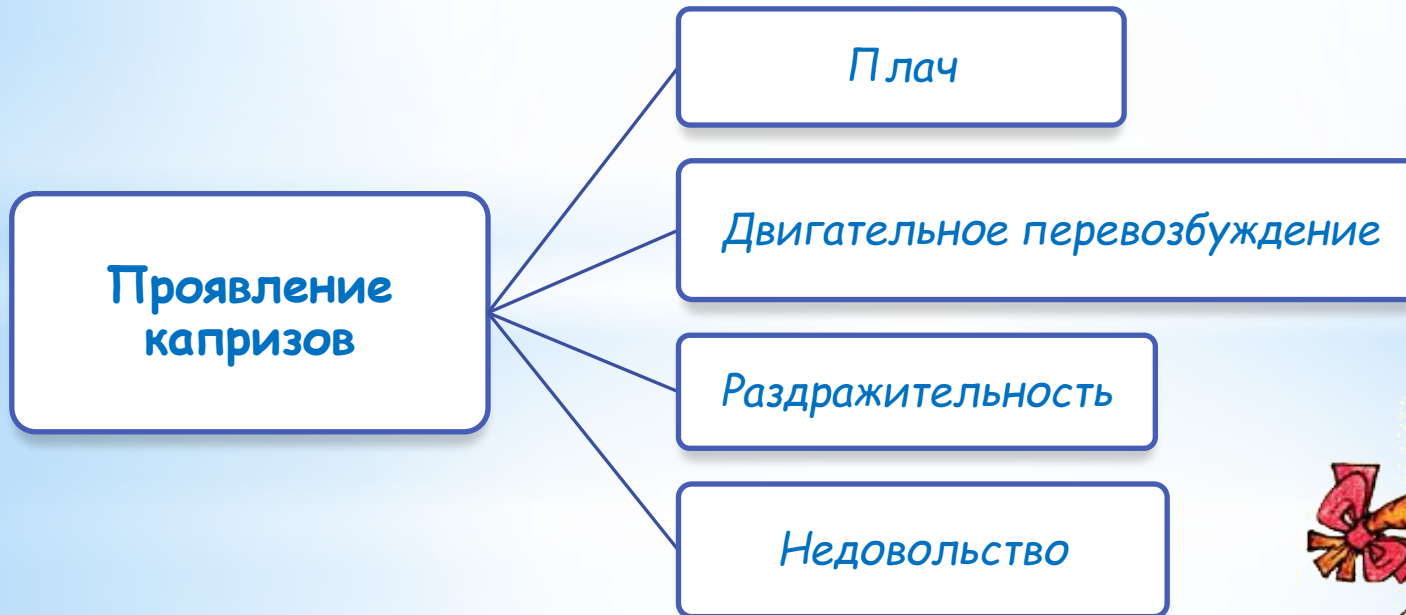 Плач
Двигательное перевозбуждение
Проявление
капризов
Раздражительность
Недовольство